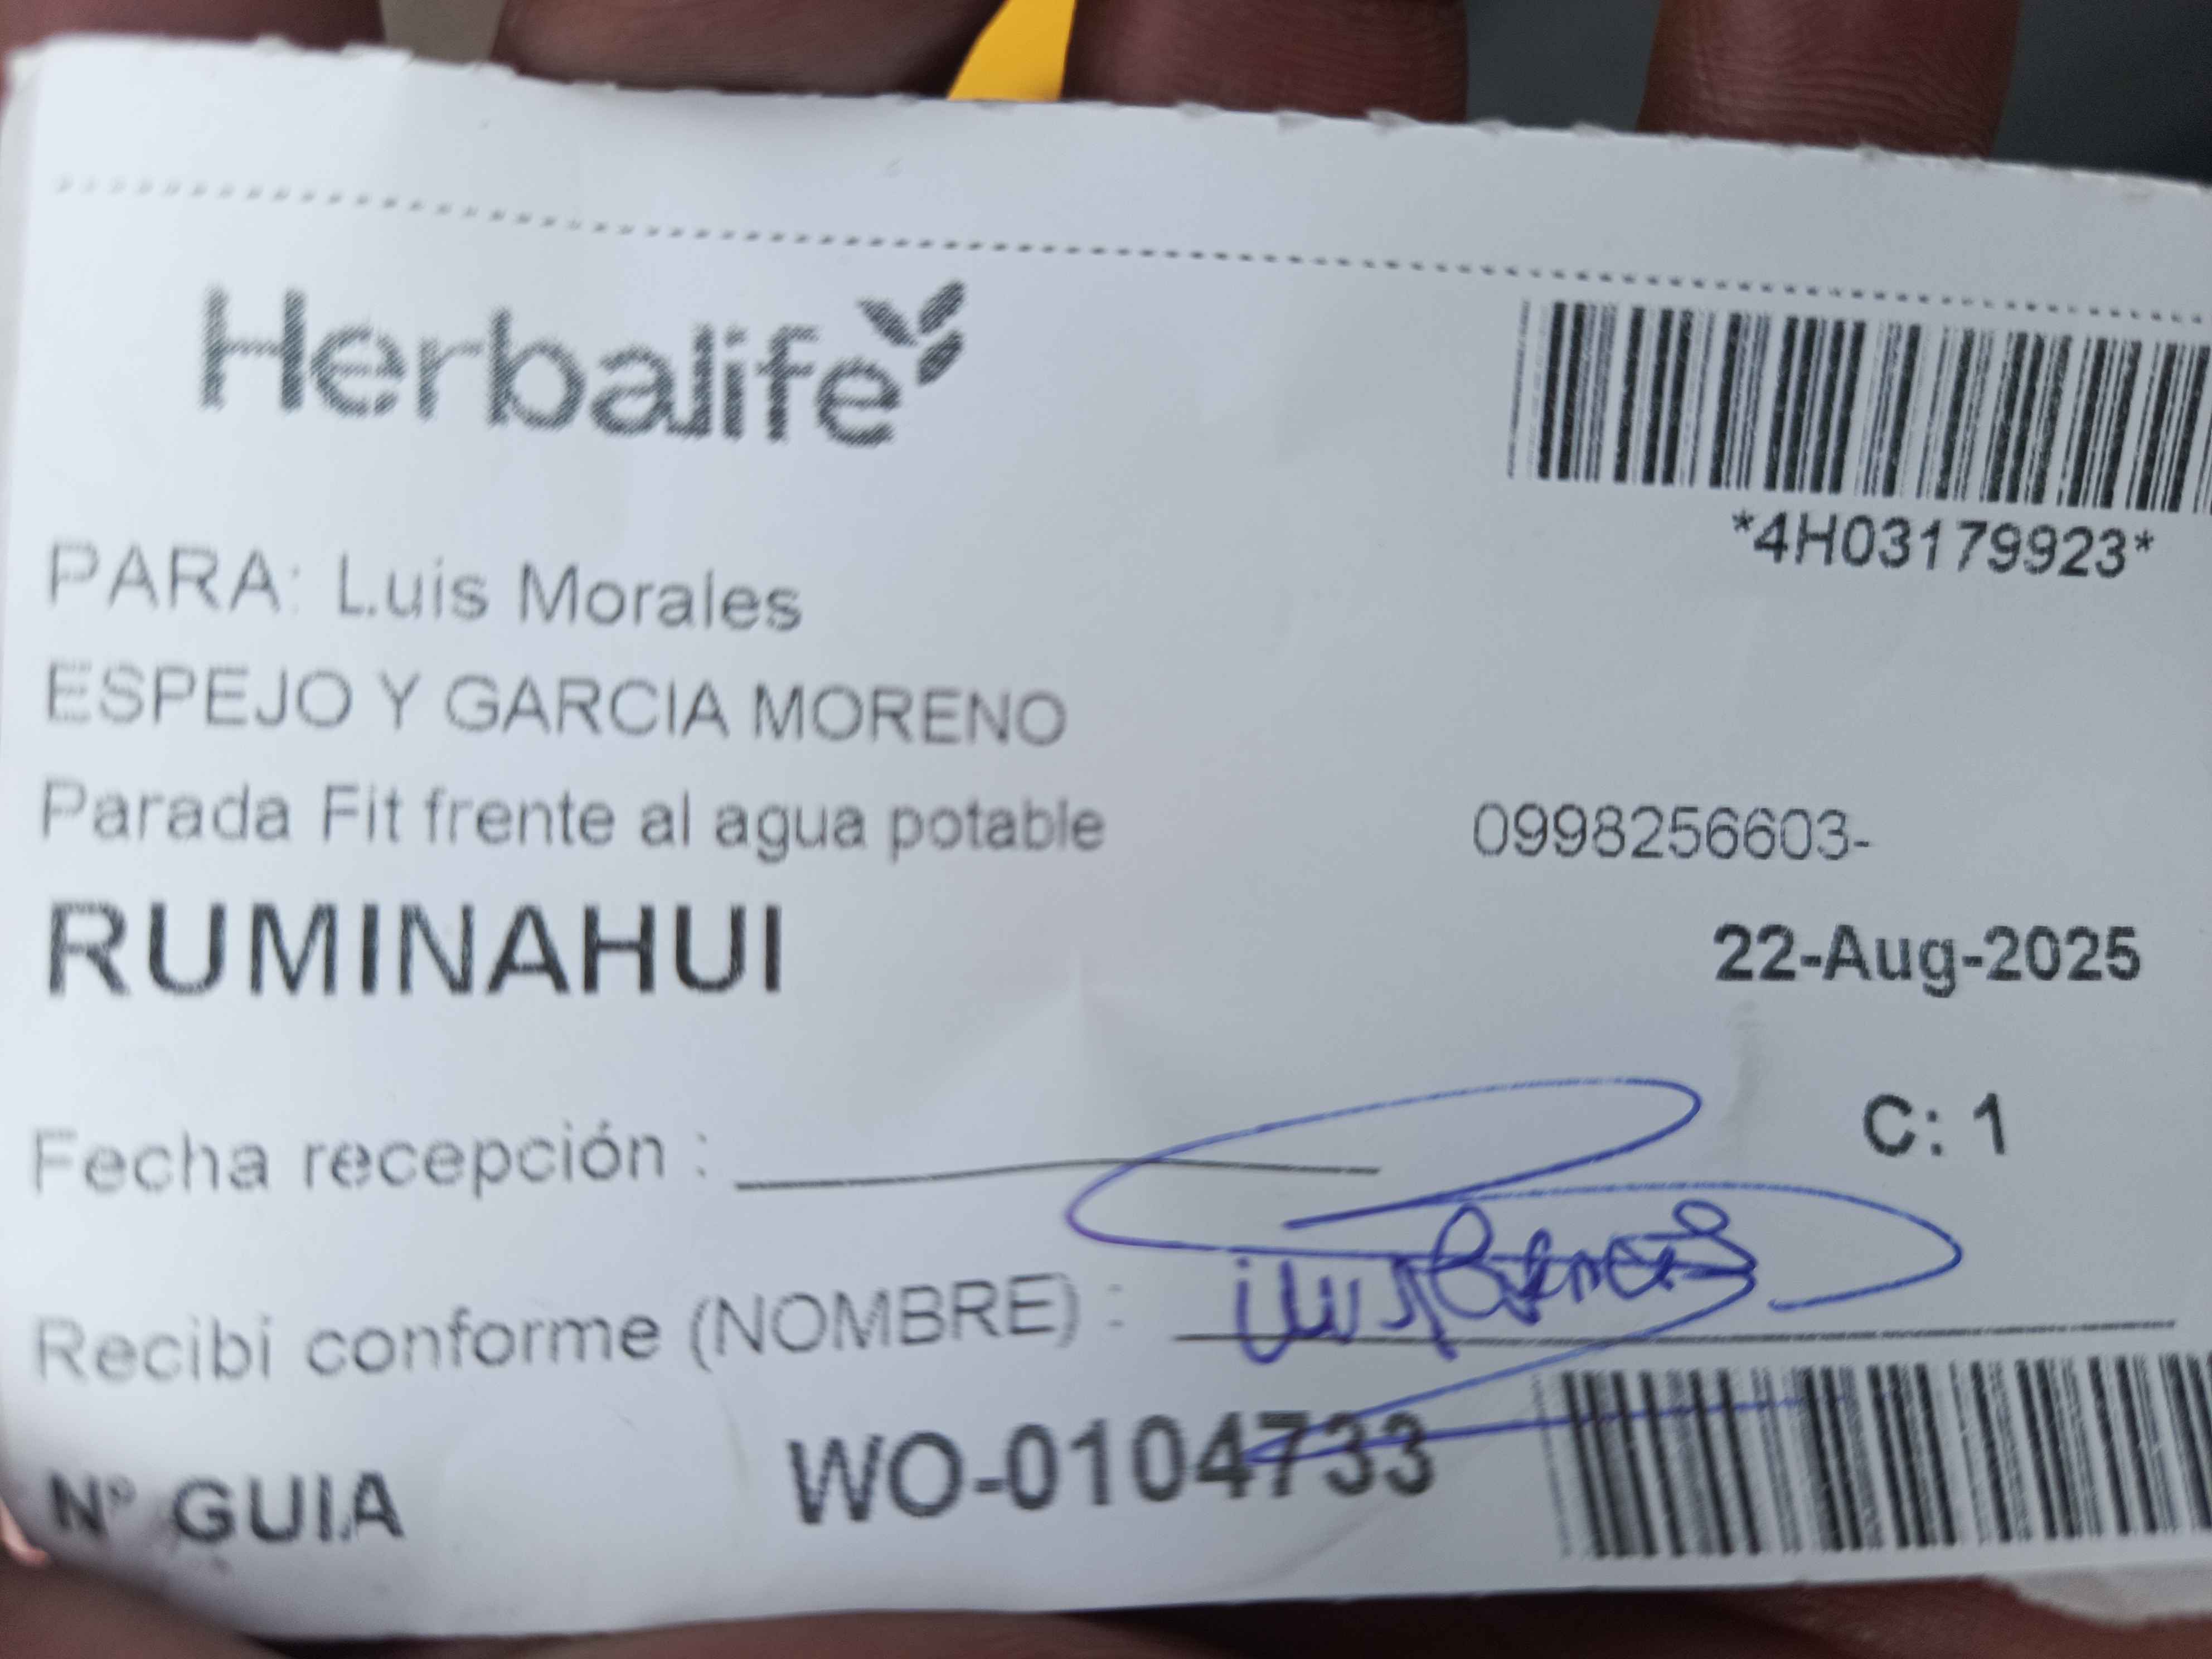 Herbalife
*4H03179923*
PARA: Luis Morales
ESPEJO Y GARCIA MORENO
Parada Fit frente al agua potable
0998256603-
RUMINAHUI
22-Aug-2025
C: 1
Fecha recepción :
Recibi conforme (NOMBRE) :
Nº GUIA
WO-0104733